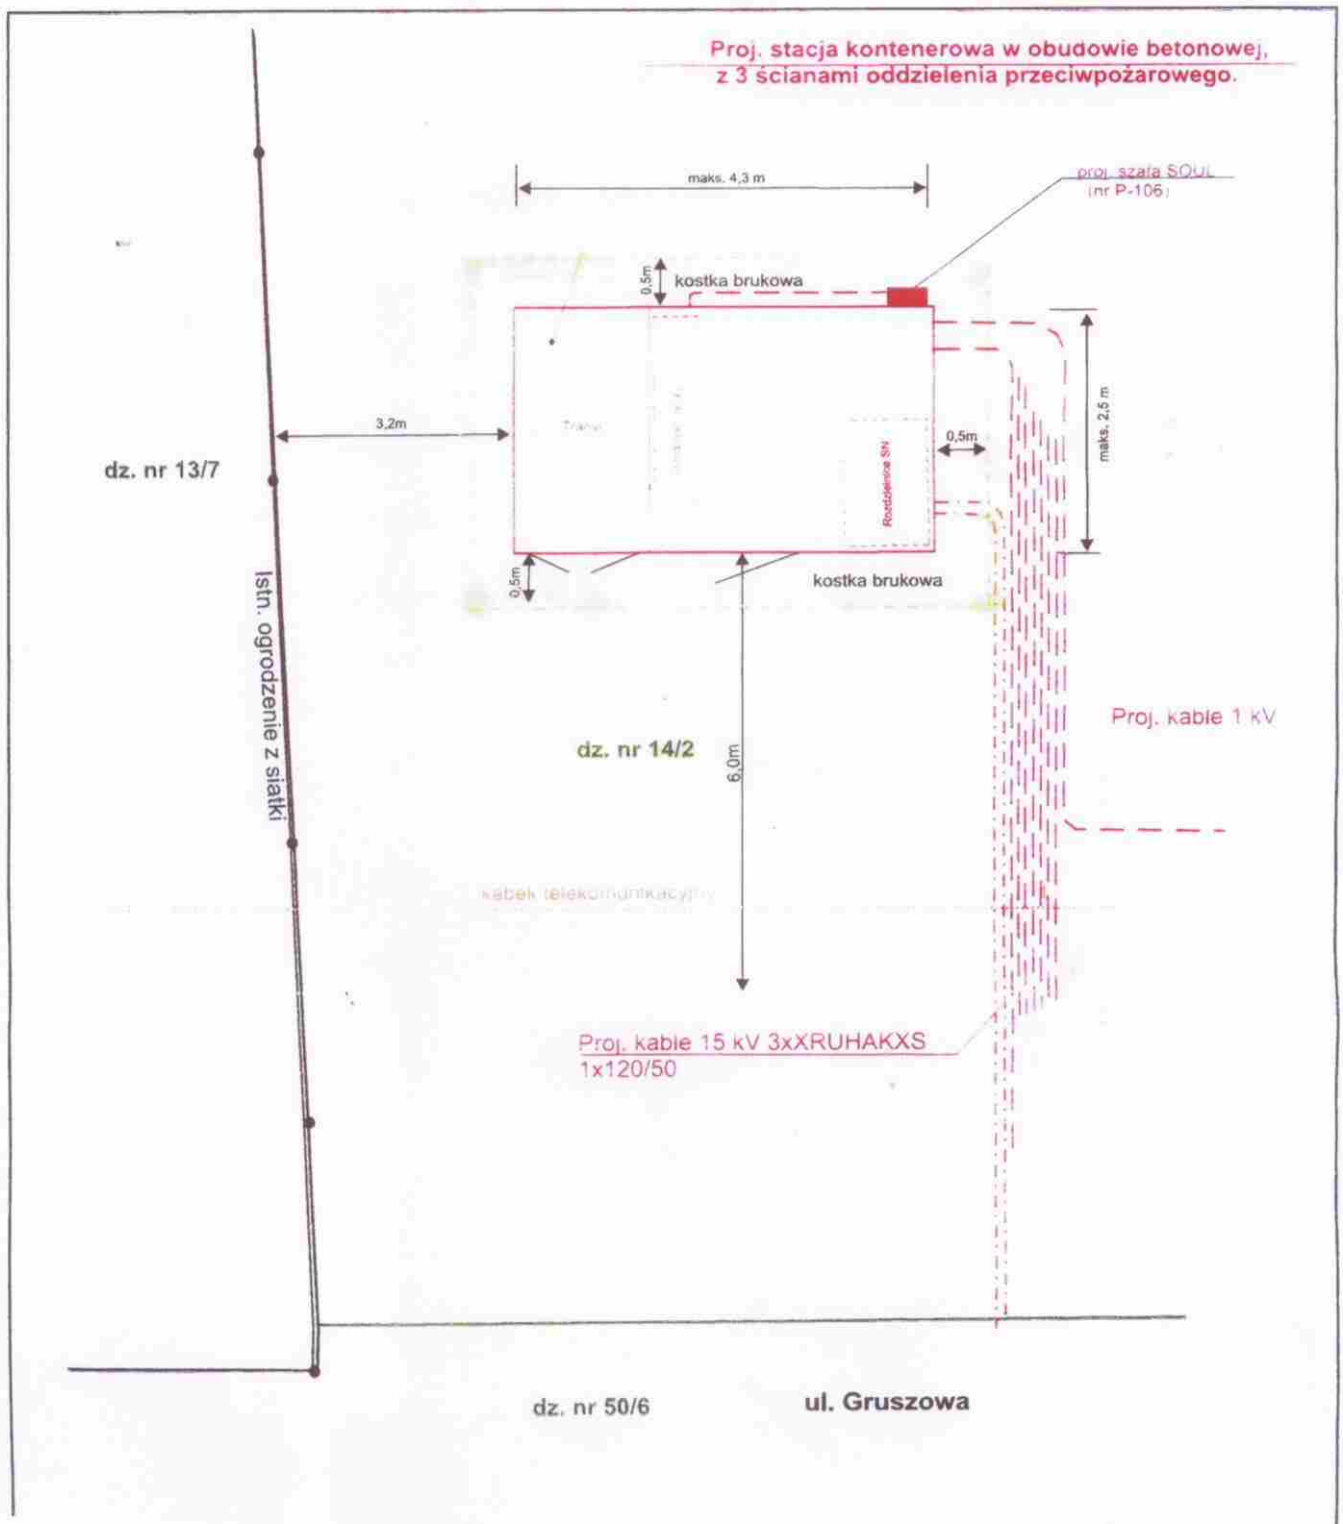 Proj. stacja kontenerowa w obudowie betonowej,
z 3 ścianami oddzielenia przeciwpożarowego.
maks. 4,3 m
proj. szafa SOUL
(nr P-106)
0,5m
kostka brukowa
3,2m
0,5m
maks. 2,5 m
dz. nr 13/7
Rozdzielnica SN
0,5m
kostka brukowa
Istn. ogrodzenie z siatki
Proj. kable 1 kV
dz. nr 14/2
6,0m
kabek telekomunikacyjny
Proj. kable 15 kV 3xXRUHAKXS
1x120/50
dz. nr 50/6
ul. Gruszowa